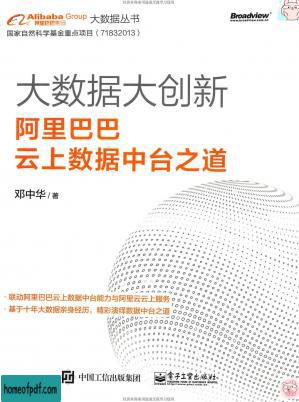 Alibaba Group
阿里巴巴集团
大数据丛书
国家自然科学基金重点项目（71832013）
Broadview®
大数据大创新
阿里巴巴
云上数据中台之道
邓中华/著
·联动阿里巴巴云上数据中台能力与阿里云云上服务
·基于十年大数据亲身经历，精彩演绎数据中台之道
中国工信出版集团
电子工业出版社
homeofpdf.com